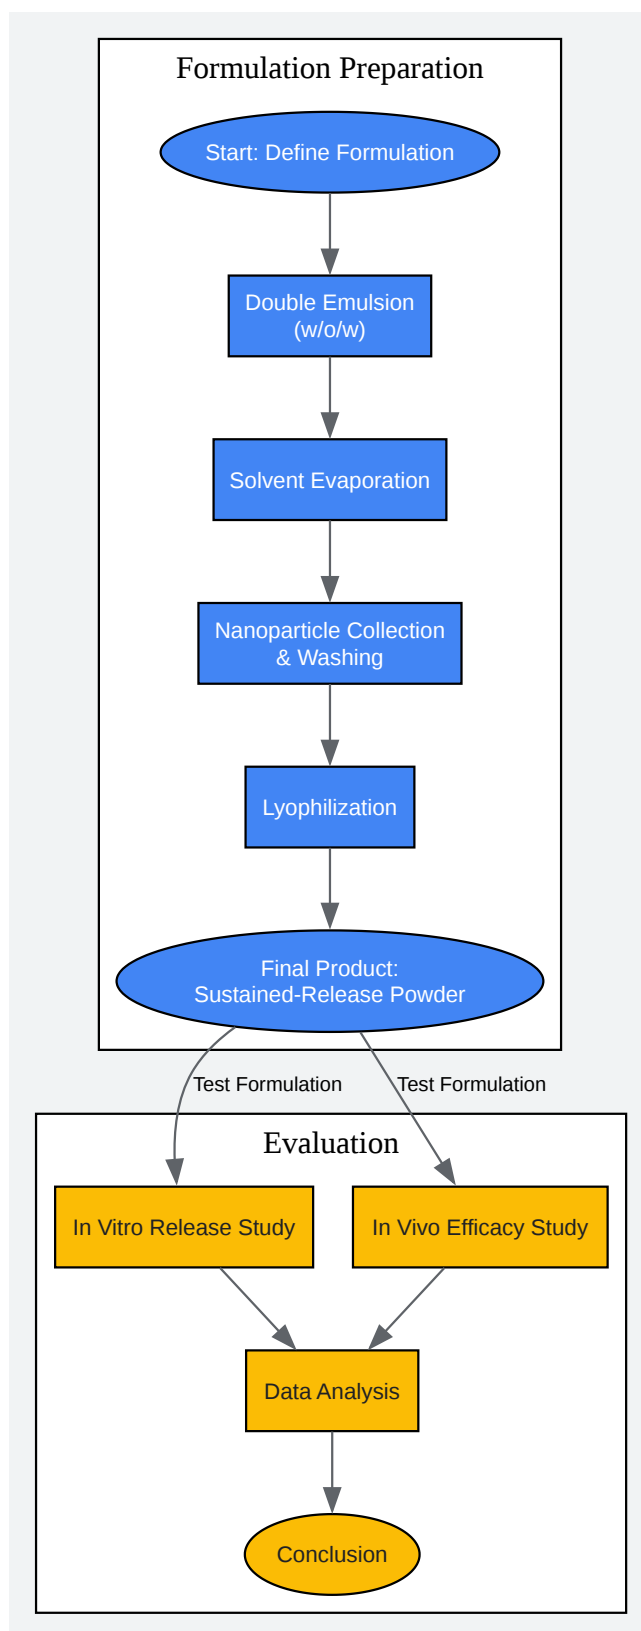 Formulation Preparation
Start: Define Formulation
Double Emulsion
(w/o/w)
Solvent Evaporation
Nanoparticle Collection
& Washing
Lyophilization
Final Product:
Sustained-Release Powder
Test Formulation
Test Formulation
Evaluation
In Vitro Release Study
In Vivo Efficacy Study
Data Analysis
Conclusion